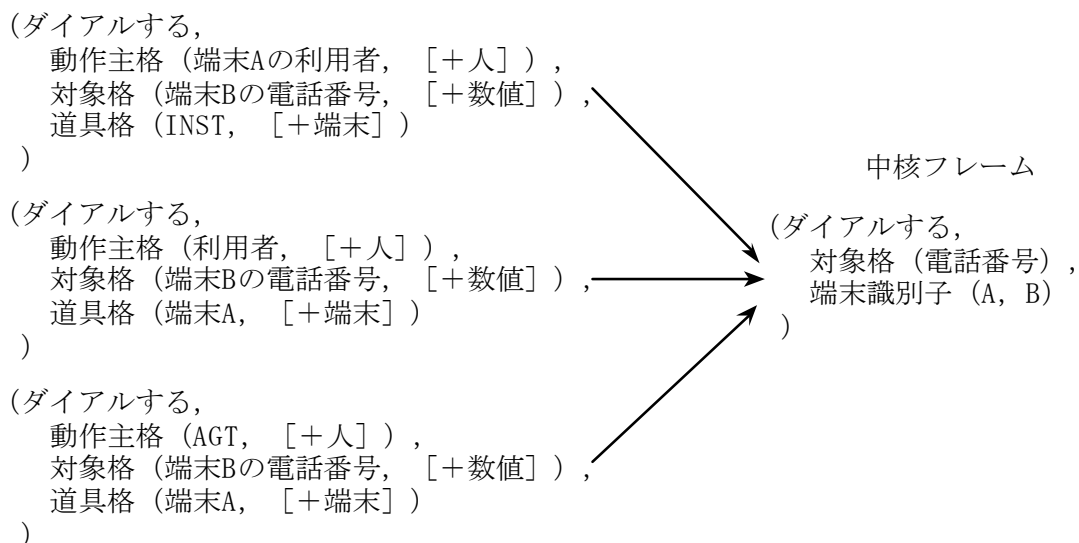 (ダイアルする,
動作主格 (端末Aの利用者, [＋人] ) ,
対象格 (端末Bの電話番号, [＋数値] ) ,
道具格 (INST, [＋端末] )
)
(ダイアルする,
動作主格 (利用者, [＋人] ) ,
対象格 (端末Bの電話番号, [＋数値] ) ,
道具格 (端末A, [＋端末] )
)
(ダイアルする,
動作主格 (AGT, [＋人] ) ,
対象格 (端末Bの電話番号, [＋数値] ) ,
道具格 (端末A, [＋端末] )
)
中核フレーム
(ダイアルする,
対象格 (電話番号) ,
端末識別子 (A, B)
)